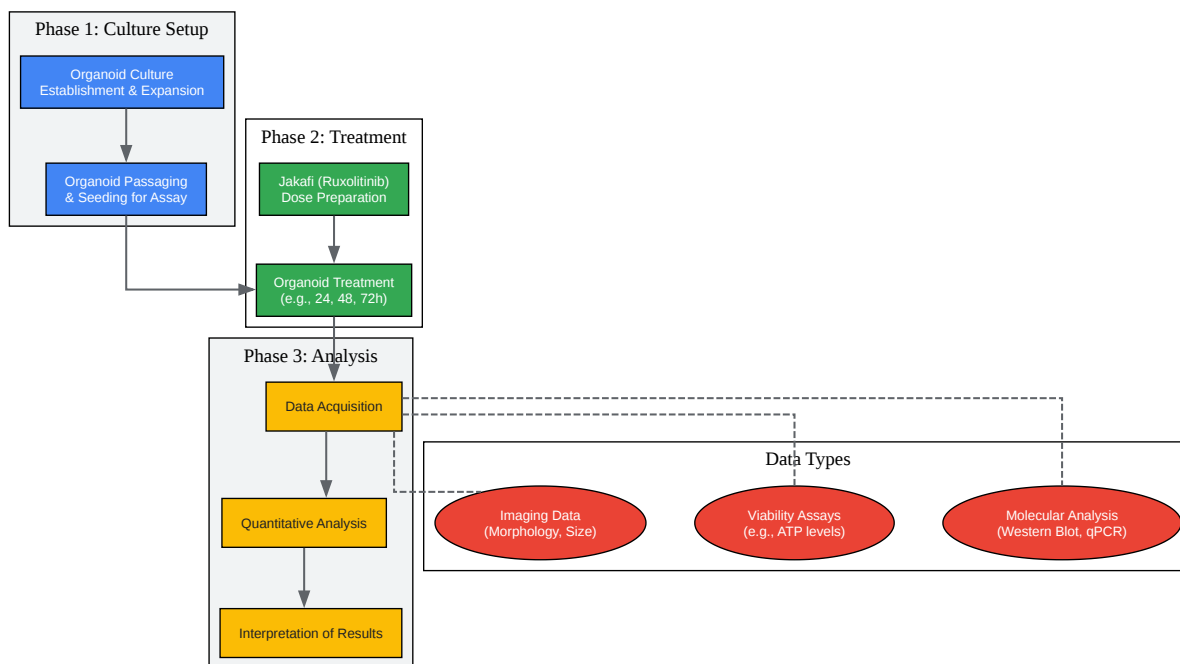 Phase 1: Culture Setup
Organoid Culture
Establishment & Expansion
Organoid Passaging
& Seeding for Assay
Phase 2: Treatment
Jakafi (Ruxolitinib)
Dose Preparation
Organoid Treatment
(e.g., 24, 48, 72h)
Phase 3: Analysis
Data Acquisition
Quantitative Analysis
Interpretation of Results
Data Types
Imaging Data
(Morphology, Size)
Viability Assays
(e.g., ATP levels)
Molecular Analysis
(Western Blot, qPCR)